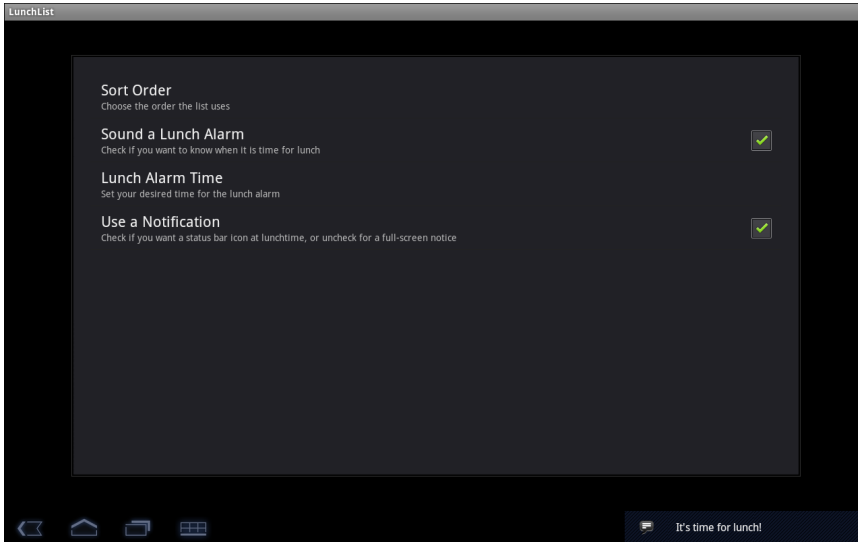 LunchList
Sort Order
Choose the order the list uses
Sound a Lunch Alarm
Check if you want to know when it is time for lunch
Lunch Alarm Time
Set your desired time for the lunch alarm
Use a Notification
Check if you want a status bar icon at lunchtime, or uncheck for a full-screen notice
It's time for lunch!